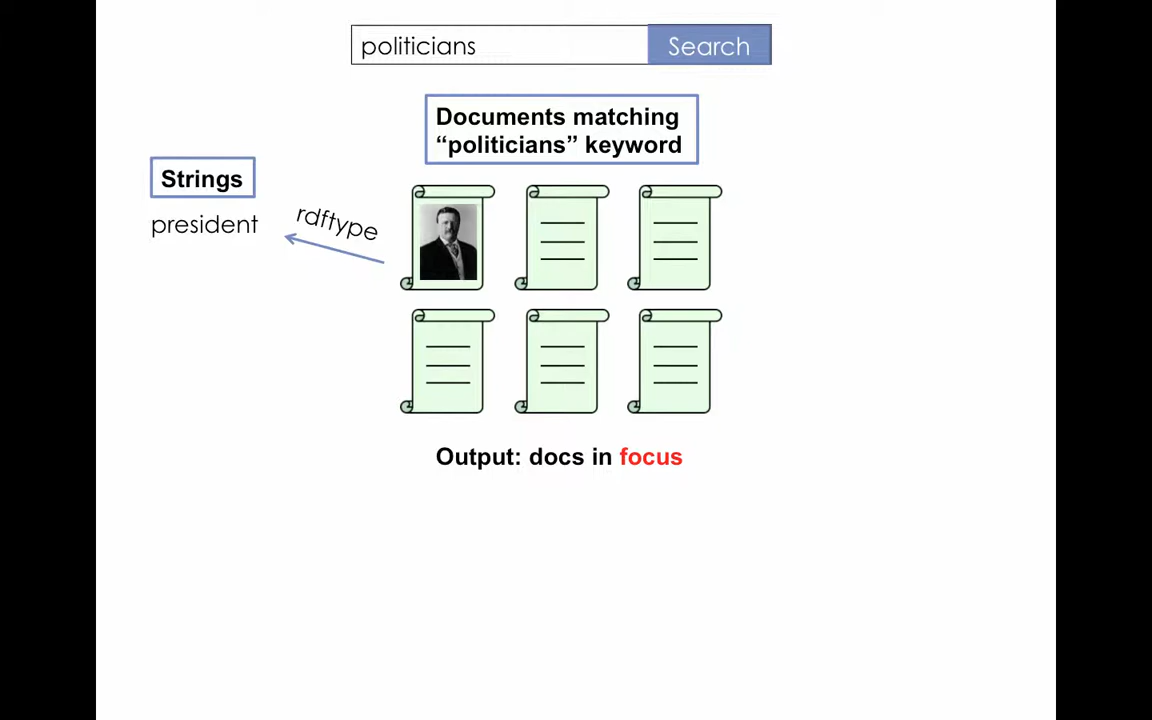 politicians
Search
Documents matching
“politicians” keyword
Strings
president
rdftype
Output: docs in focus